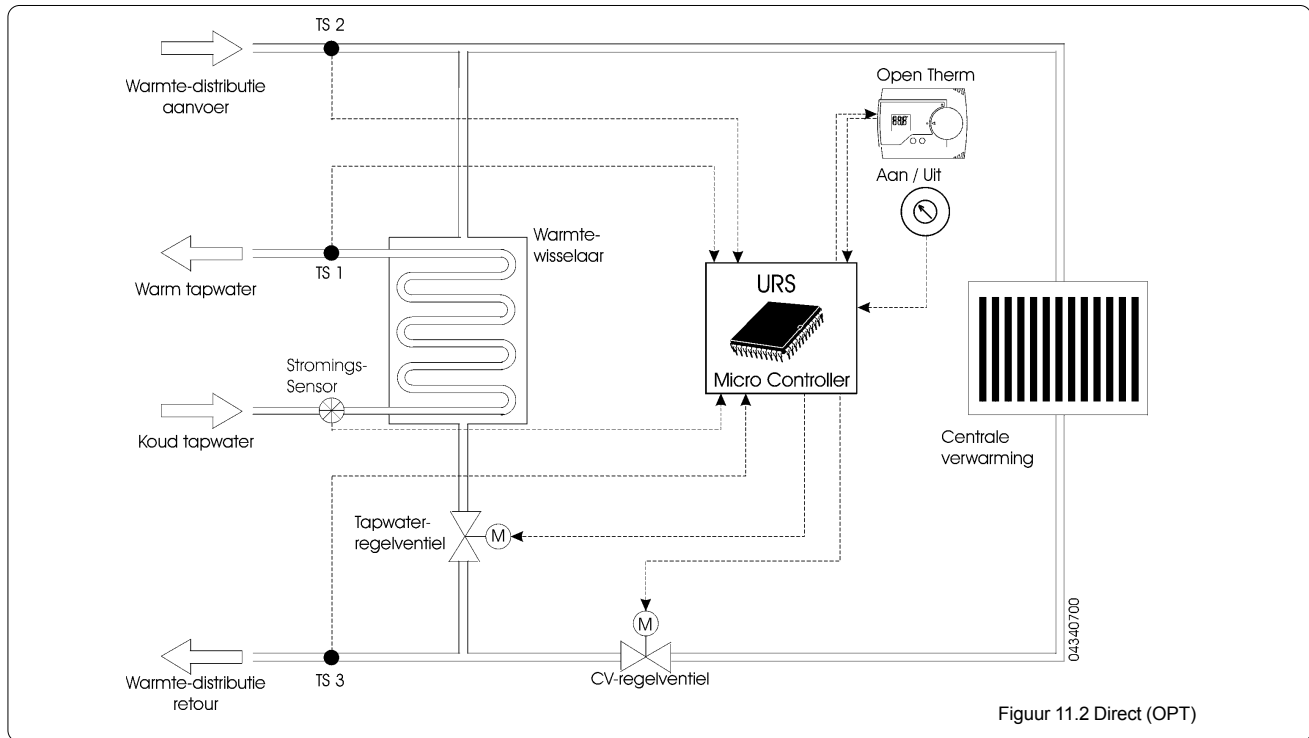 TS 2
Warmte-distributie
aanvoer
Open Therm
Aan / Uit
TS 1
Warm tapwater
Warmte-
wisselaar
URS
Micro Controller
Stromings-
Sensor
Koud tapwater
Centrale
verwarming
Tapwater-
regelventiel
M
M
CV-regelventiel
TS 3
Warmte-distributie
retour
04340700
Figuur 11.2 Direct (OPT)